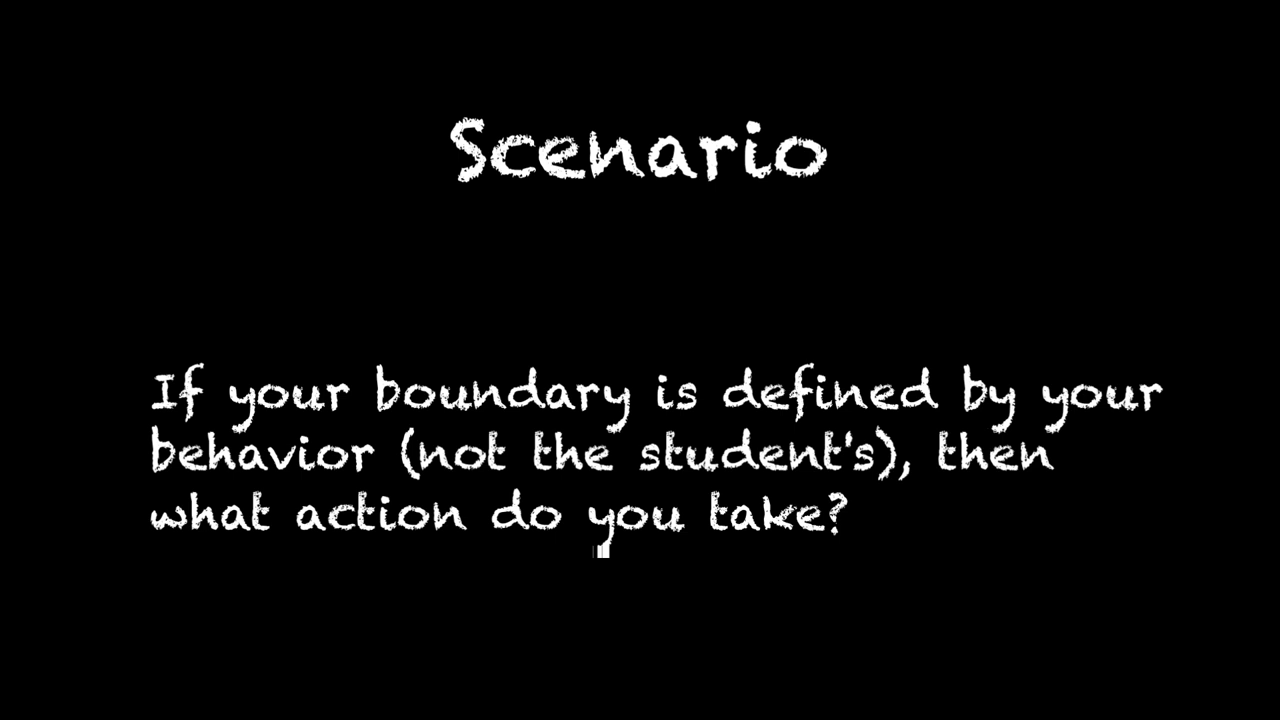 Scenario
If your boundary is defined by your
behavior (not the student's), then
what action do you take?